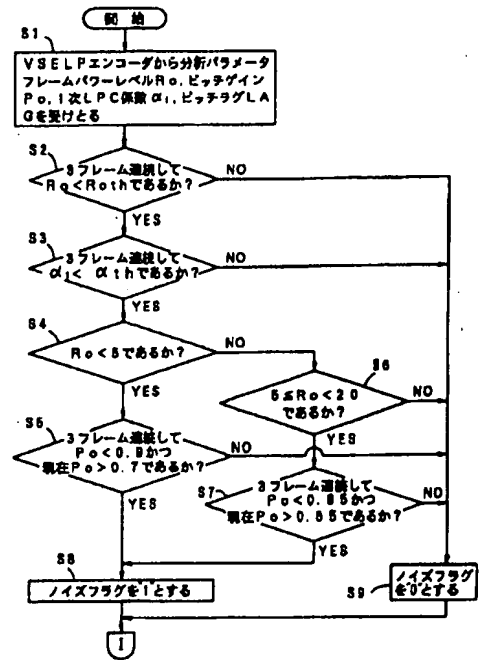 開始
S1
VSELPエンコーダから分析パラメータ
フレームパワーレベルRo,ピッチゲイン
Po,1次LPC係数α₁,ピッチラグLA
Gを受けとる
S2
3フレーム連続して
Ro<Rothであるか?
NO
YES
S3
3フレーム連続して
α₁<αthであるか?
NO
YES
S4
Ro<5であるか?
NO
YES
S6
5≦Ro<20
であるか?
NO
YES
S5
3フレーム連続して
Po<0.9かつ
現在Po>0.7であるか?
NO
YES
S7
3フレーム連続して
Po<0.85かつ
現在Po>0.55であるか?
NO
YES
S8
ノイズフラグを"1"とする
S9
ノイズフラグ
を"0"とする
I